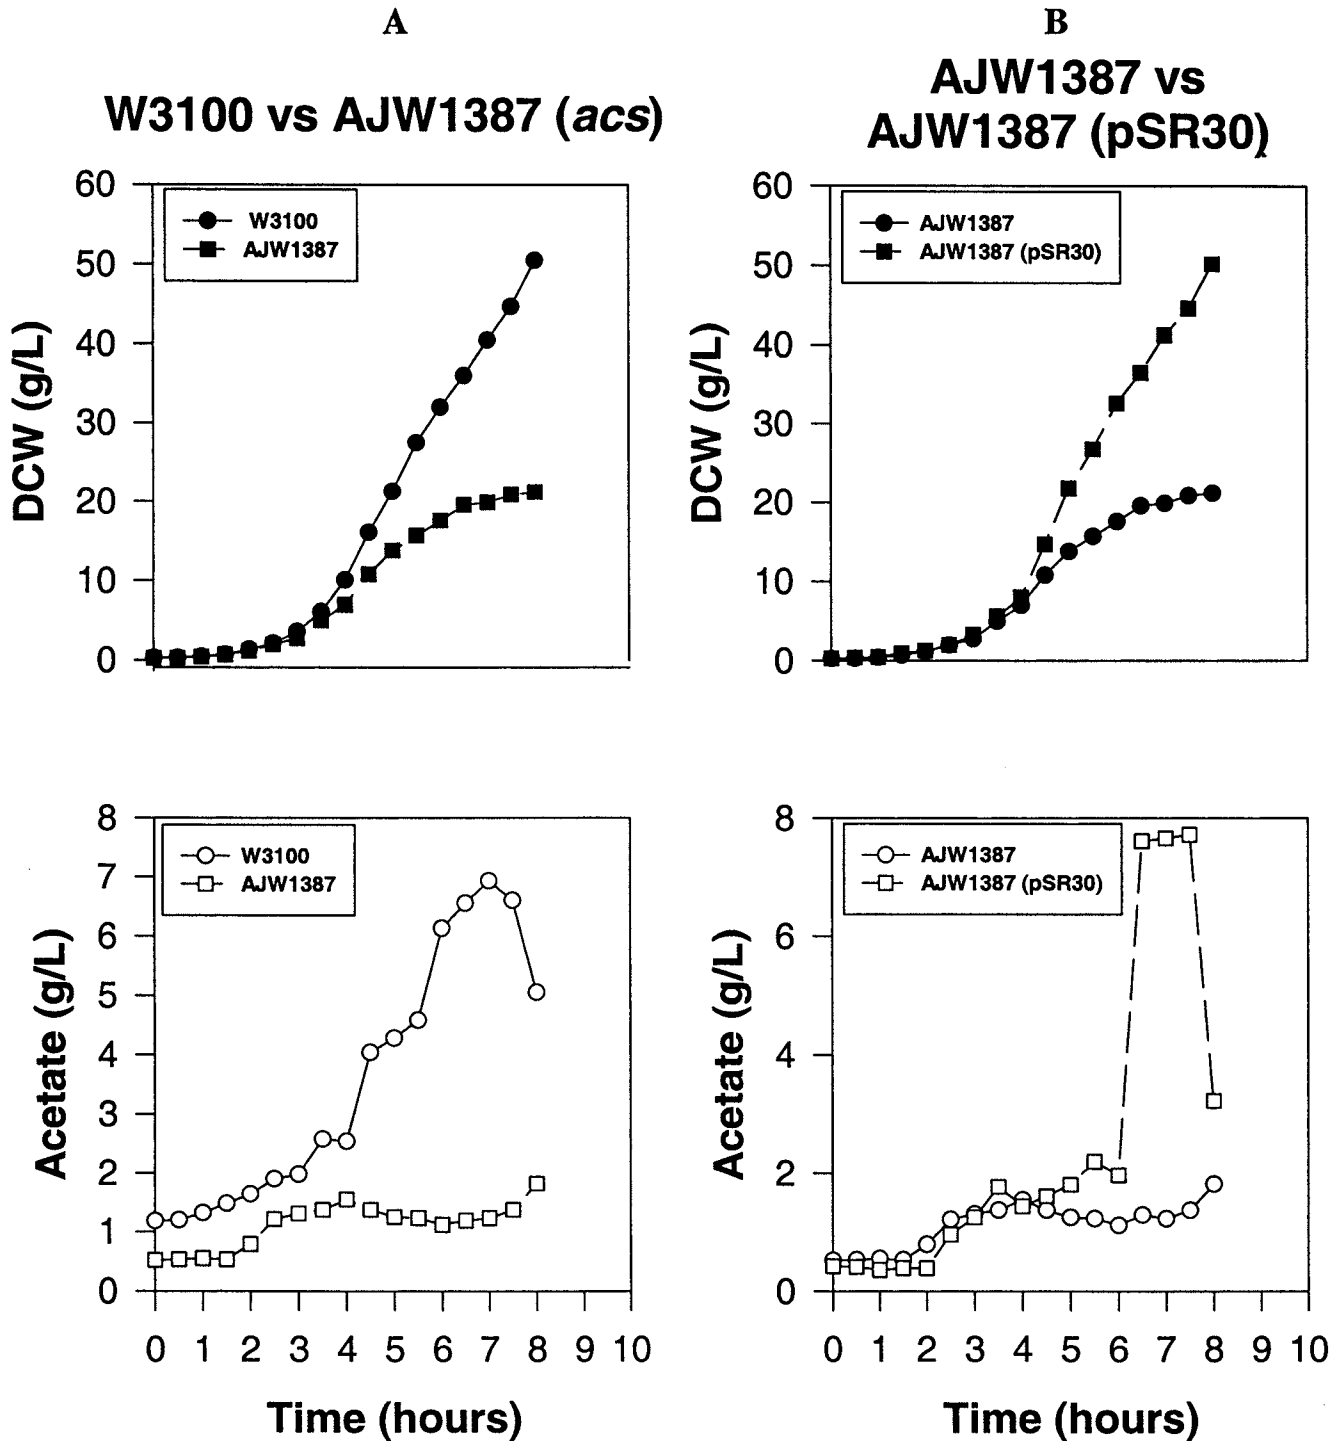 A
W3100 vs AJW1387 (acs)
60
50
40
30
20
10
0
DCW (g/L)
W3100
AJW1387
8
7
6
5
4
3
2
1
0
Acetate (g/L)
W3100
AJW1387
0 1 2 3 4 5 6 7 8 9 10
Time (hours)
B
AJW1387 vs
AJW1387 (pSR30)
60
50
40
30
20
10
0
DCW (g/L)
AJW1387
AJW1387 (pSR30)
8
6
4
2
0
Acetate (g/L)
AJW1387
AJW1387 (pSR30)
0 1 2 3 4 5 6 7 8 9 10
Time (hours)